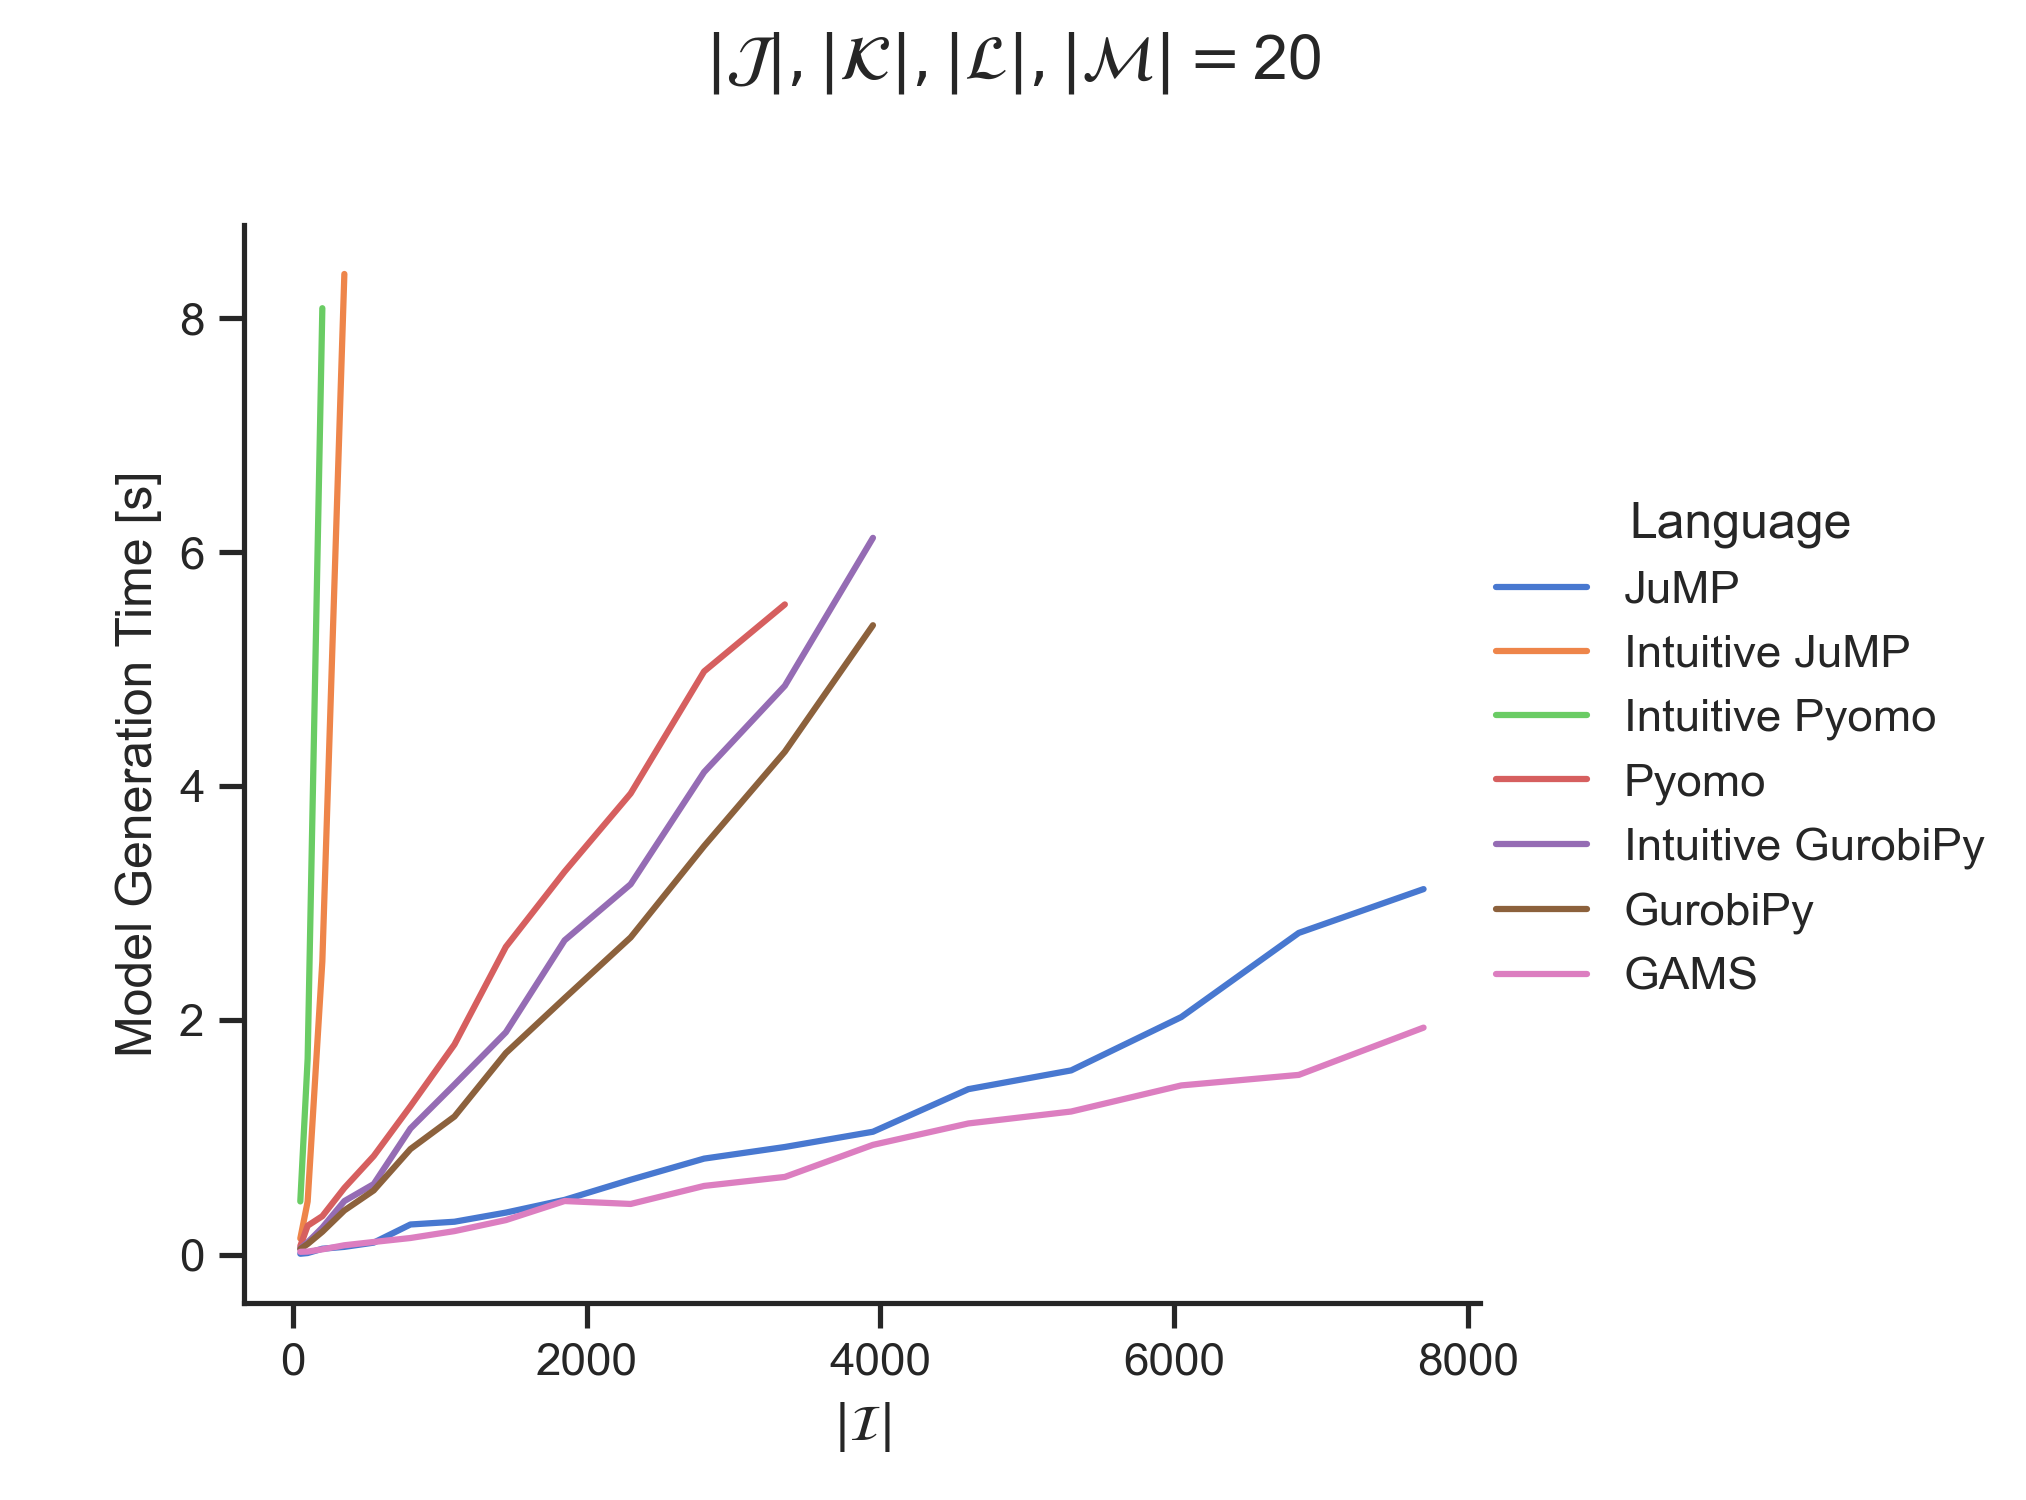 |𝒥|, |𝒦|, |ℒ|, |ℳ| = 20
Model Generation Time [s]
8
6
4
2
0
0 2000 4000 6000 8000
|ℐ|
Language
JuMP
Intuitive JuMP
Intuitive Pyomo
Pyomo
Intuitive GurobiPy
GurobiPy
GAMS